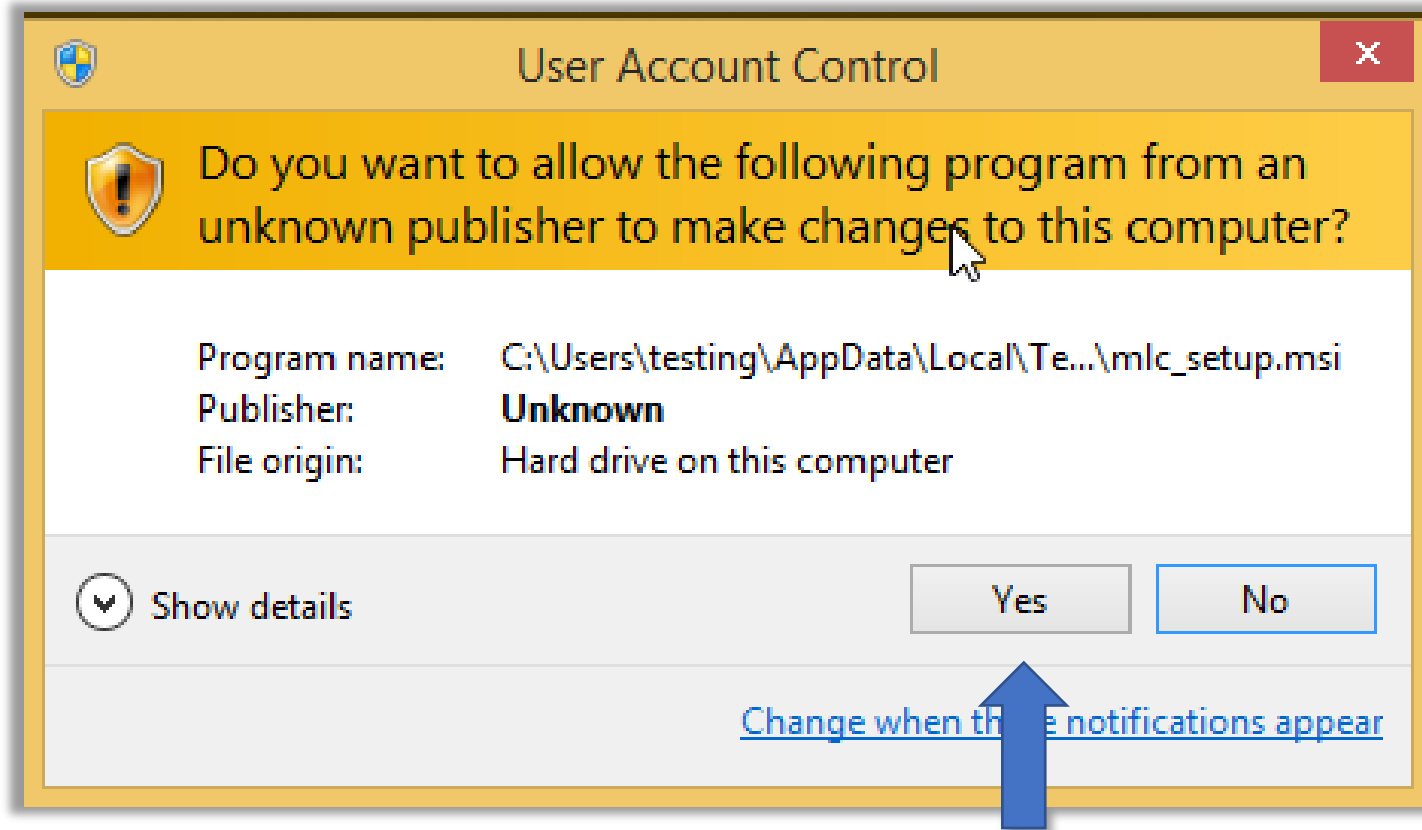 User Account Control
Do you want to allow the following program from an
unknown publisher to make changes to this computer?
Program name: C:\Users\testing\AppData\Local\Te...\mlc_setup.msi
Publisher: Unknown
File origin: Hard drive on this computer
Show details
Yes No
Change when notifications appear